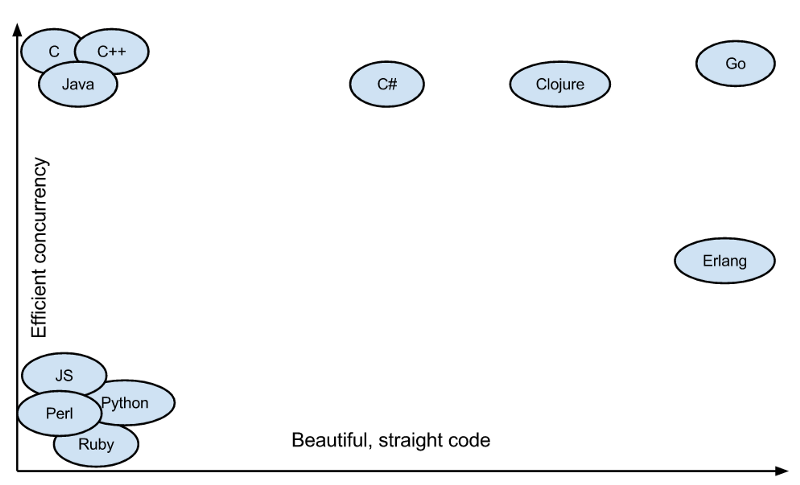 C
C++
Java
C#
Clojure
Go
Efficient concurrency
Erlang
JS
Python
Perl
Ruby
Beautiful, straight code